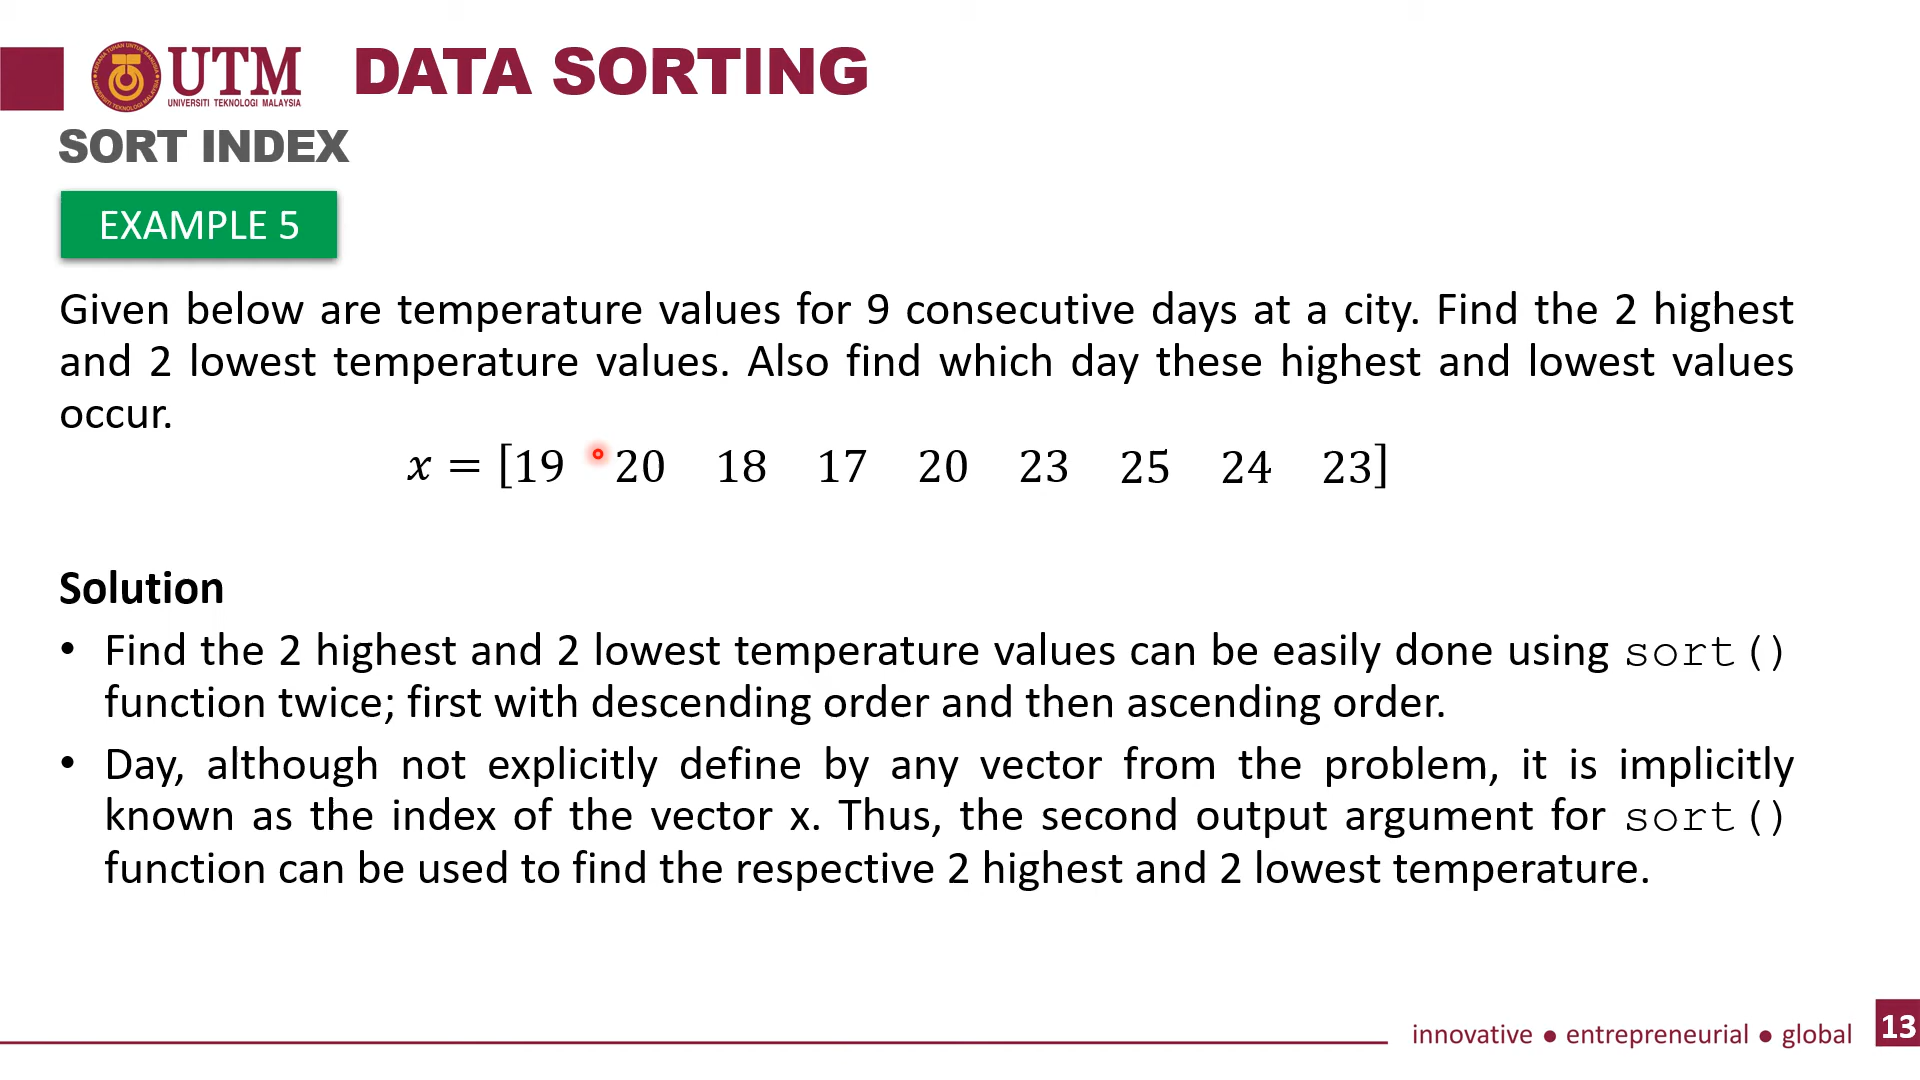 UTM
UNIVERSITI TEKNOLOGI MALAYSIA
DATA SORTING
SORT INDEX
EXAMPLE 5
Given below are temperature values for 9 consecutive days at a city. Find the 2 highest
and 2 lowest temperature values. Also find which day these highest and lowest values
occur.
x = [19 20 18 17 20 23 25 24 23]
Solution
• Find the 2 highest and 2 lowest temperature values can be easily done using sort()
function twice; first with descending order and then ascending order.
• Day, although not explicitly define by any vector from the problem, it is implicitly
known as the index of the vector x. Thus, the second output argument for sort()
function can be used to find the respective 2 highest and 2 lowest temperature.
innovative ● entrepreneurial ● global
13